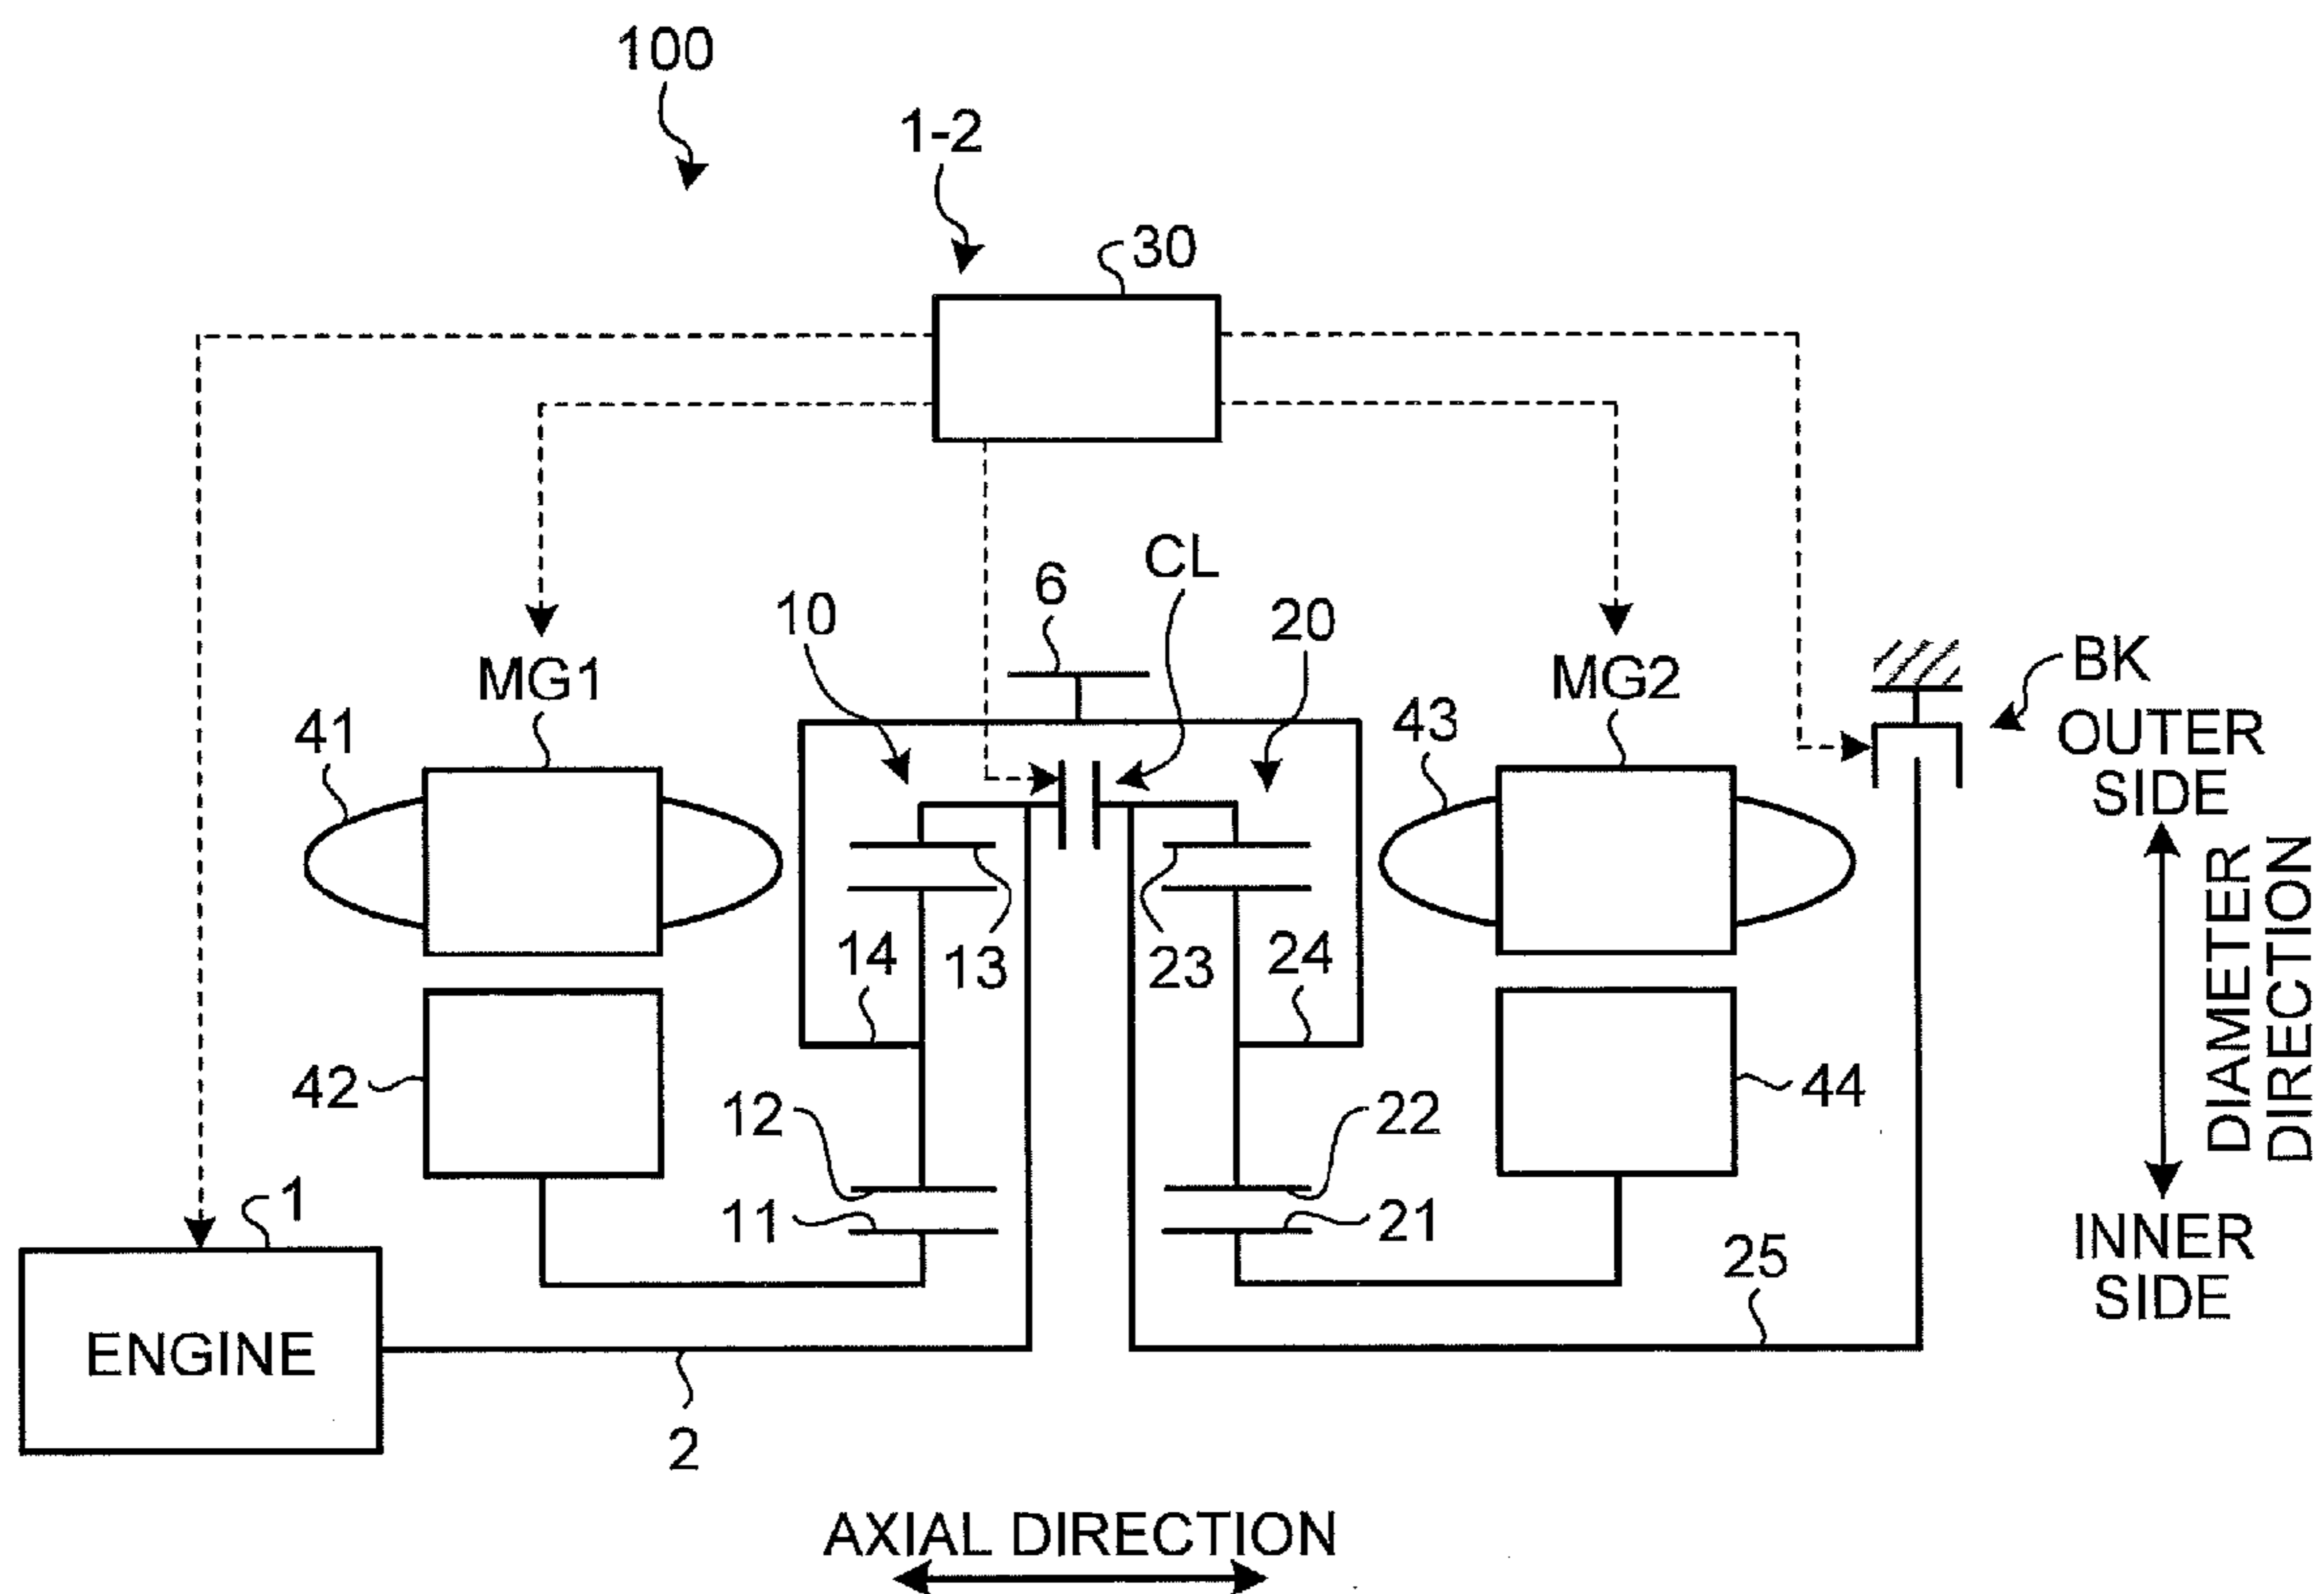 100
1-2
30
CL
6
10
20
MG1
MG2
BK
41
43
OUTER
SIDE
14
13
23
24
DIAMETER
DIRECTION
42
44
12
22
11
21
1
INNER
SIDE
25
ENGINE
2
AXIAL DIRECTION